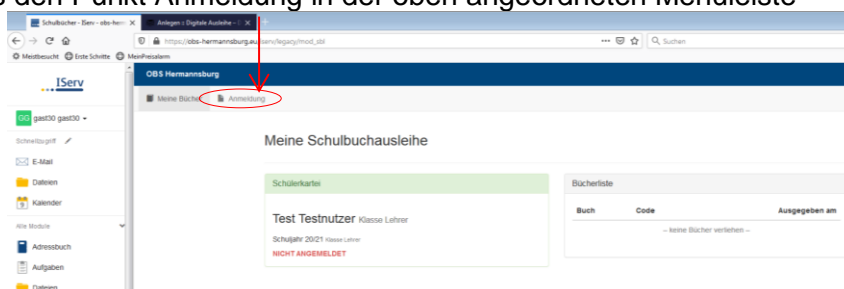 den Punkt Anmeldung in der oben angeordneten Menüleiste
Schulbücher - IServ - obs-herm
Anlegen :: Digitale Ausleihe -
https://obs-hermannsburg.eu/iserv/legacy/mod_sbl
Suchen
Meistbesucht Erste Schritte MeinPreisalarm
IServ
OBS Hermannsburg
Meine Bücher Anmeldung
GG gast30 gast30
Schnellzugriff
Meine Schulbuchausleihe
E-Mail
Dateien
Schülerkartei
Bücherliste
Kalender
Buch Code Ausgegeben am
Test Testnutzer Klasse Lehrer
Alle Module
-- keine Bücher verliehen --
Schuljahr 20/21 Klasse Lehrer
Adressbuch
NICHT ANGEMELDET
Aufgaben
Dateien